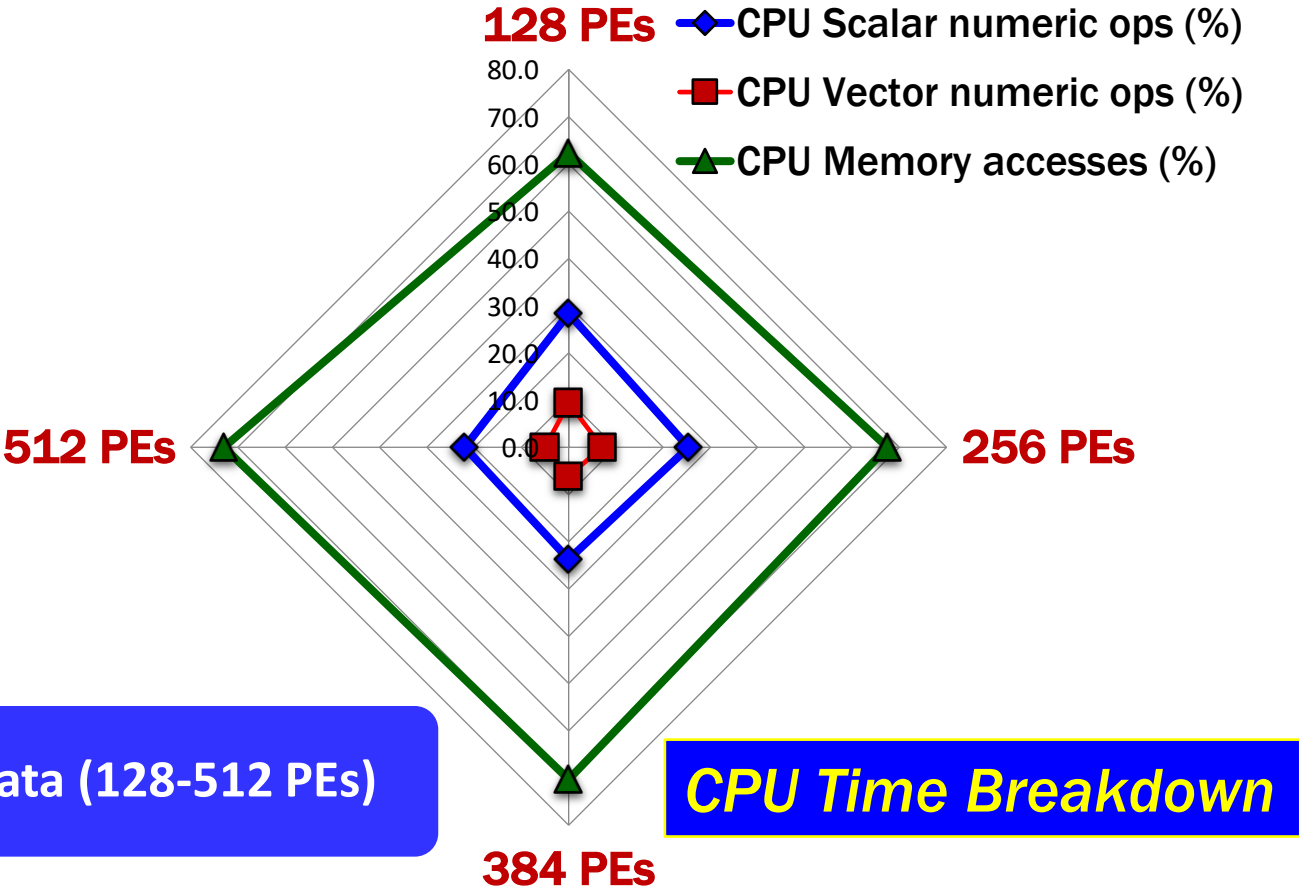 128 PEs
CPU Scalar numeric ops (%)
CPU Vector numeric ops (%)
CPU Memory accesses (%)
80.0
70.0
60.0
50.0
40.0
30.0
20.0
10.0
0.0
512 PEs
256 PEs
ata (128-512 PEs)
CPU Time Breakdown
384 PEs